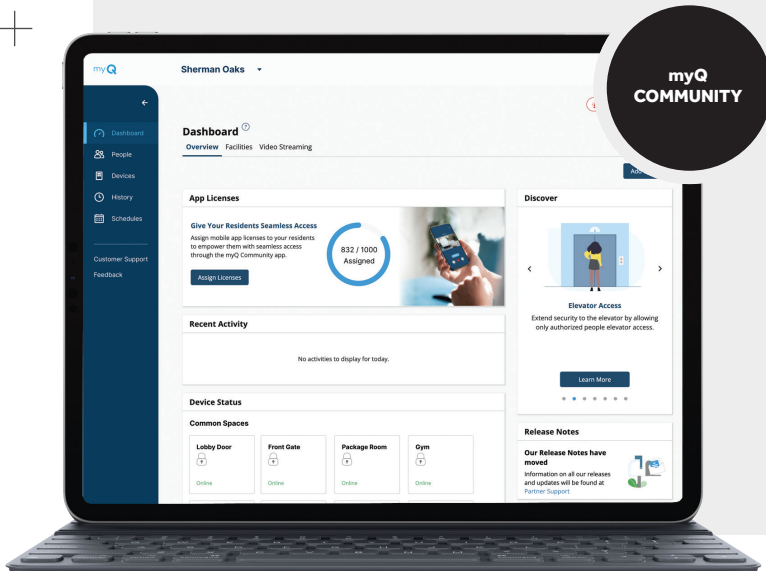 myQ
COMMUNITY
myQ
Sherman Oaks
Dashboard
People
Devices
History
Schedules
Customer Support
Feedback
Dashboard
Overview Facilities Video Streaming
Add
App Licenses
Give Your Residents Seamless Access
Assign mobile app licenses to your residents
to empower them with seamless access
through the myQ Community app.
Assign Licenses
832 / 1000
Assigned
Recent Activity
No activities to display for today.
Device Status
Common Spaces
Lobby Door
Online
Front Gate
Online
Package Room
Online
Gym
Online
Discover
Elevator Access
Extend security to the elevator by allowing
only authorized people elevator access.
Learn More
Release Notes
Our Release Notes have
moved
Information on all our releases
and updates will be found at
Partner Support